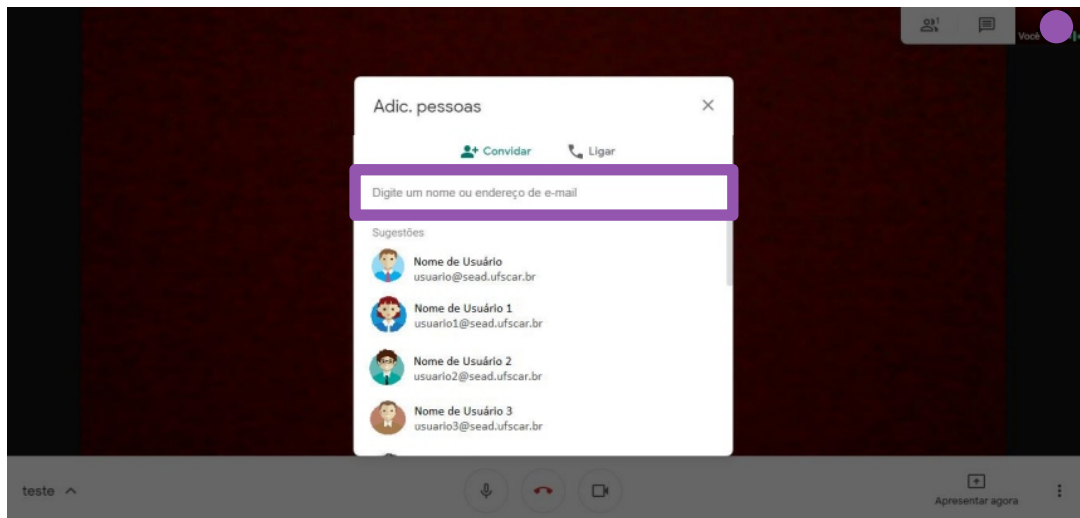 1
Você
Adic. pessoas
Convidar
Ligar
Digite um nome ou endereço de e-mail
Sugestões
Nome de Usuário
usuario@sead.ufscar.br
Nome de Usuário 1
usuario1@sead.ufscar.br
Nome de Usuário 2
usuario2@sead.ufscar.br
Nome de Usuário 3
usuario3@sead.ufscar.br
teste
Apresentar agora